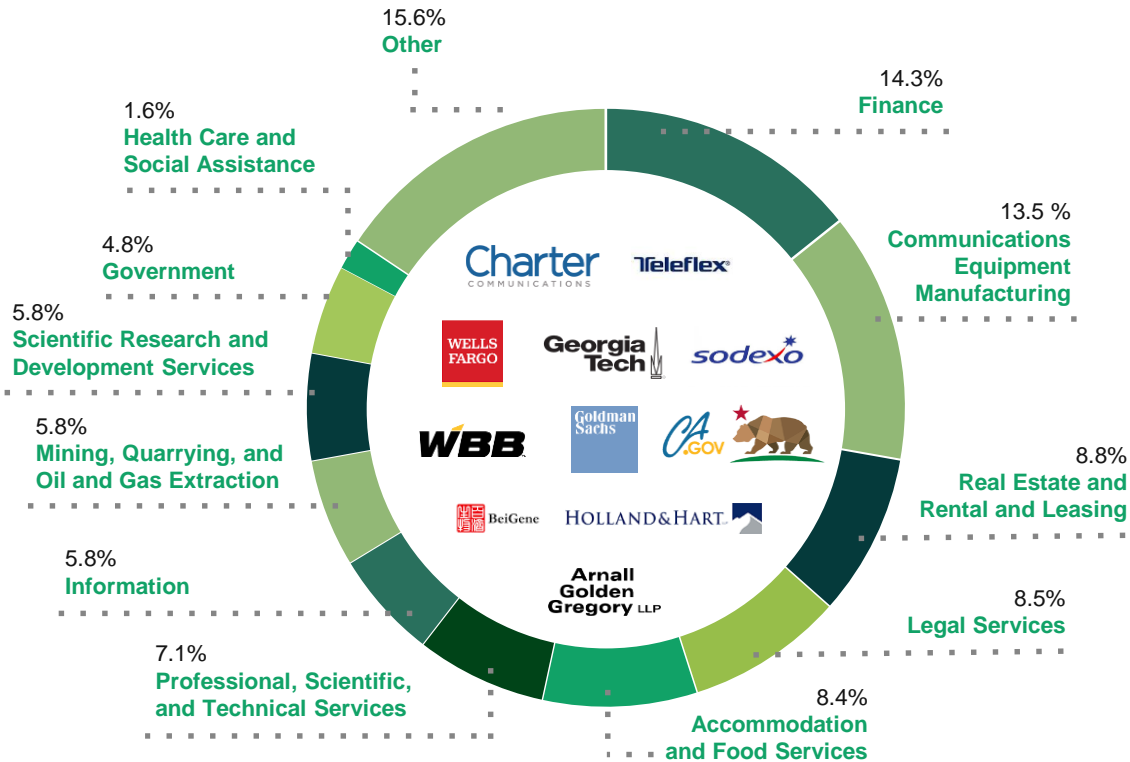 15.6%
Other
14.3%
Finance
1.6%
Health Care and
Social Assistance
13.5 %
Communications
Equipment
Manufacturing
4.8%
Government
5.8%
Scientific Research and
Development Services
5.8%
Mining, Quarrying, and
Oil and Gas Extraction
8.8%
Real Estate and
Rental and Leasing
5.8%
Information
8.5%
Legal Services
7.1%
Professional, Scientific,
and Technical Services
8.4%
Accommodation
and Food Services
Charter
COMMUNICATIONS
Teleflex®
WELLS
FARGO
Georgia
Tech
sodexo
WBB
Goldman
Sachs
CA
.GOV
百濟
生物
BeiGene
HOLLAND&HART
Arnall
Golden
Gregory LLP